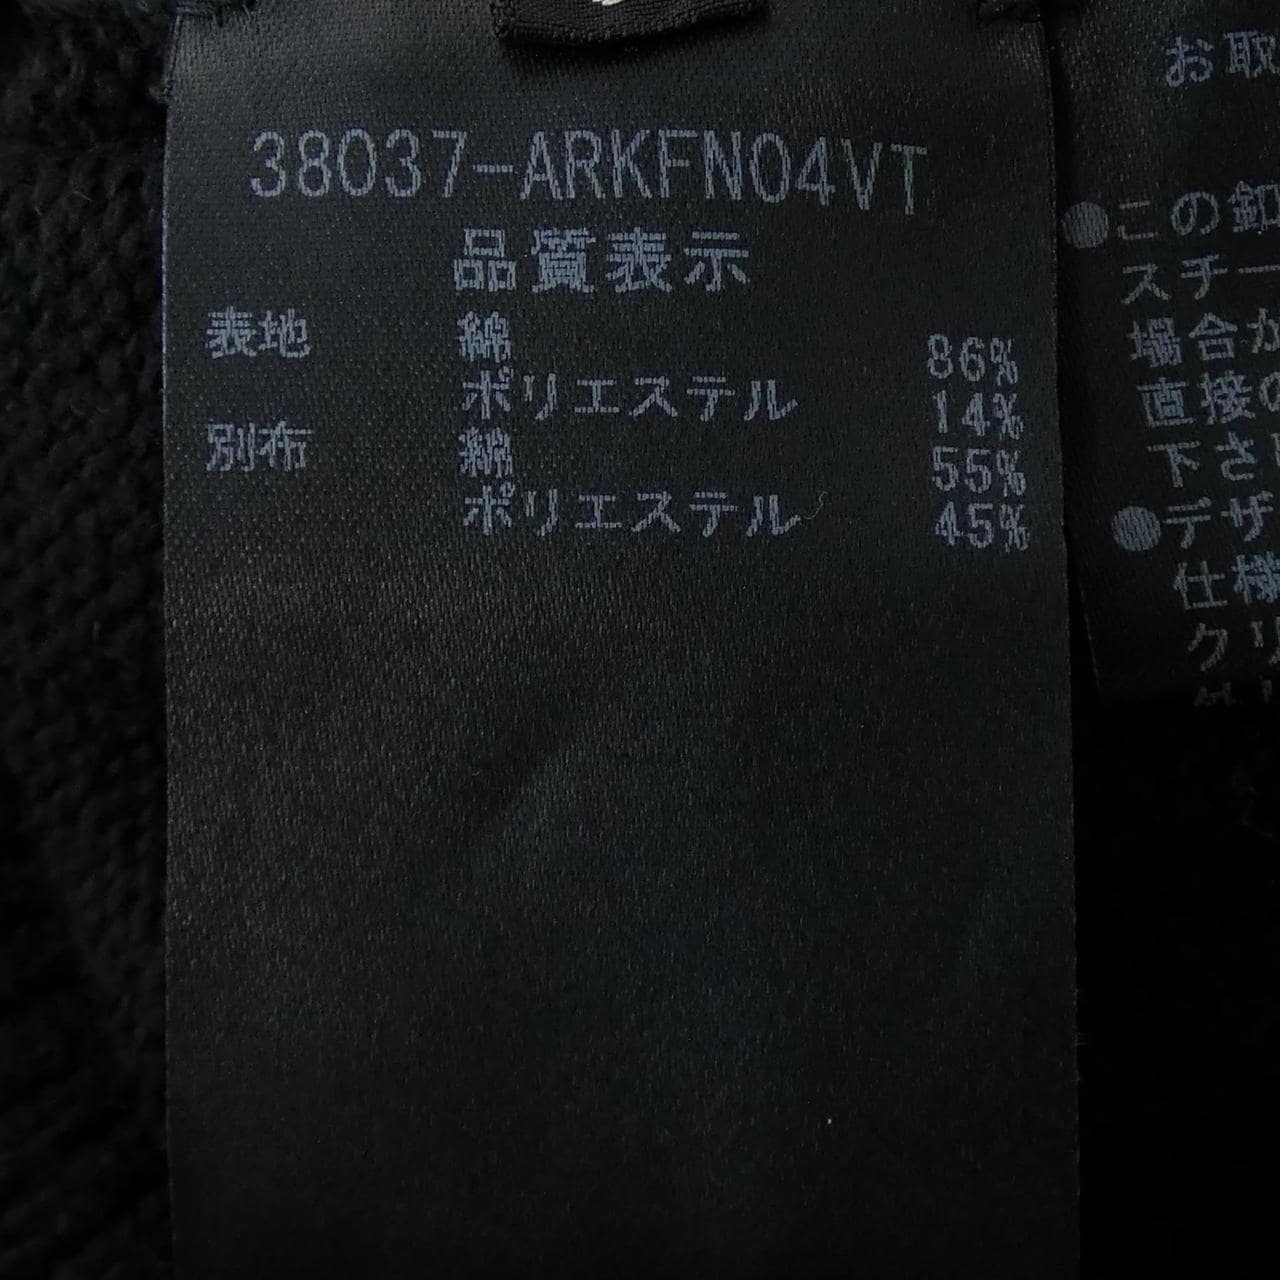 38037-ARKFN04VT
品質表示
表地 綿 86%
ポリエステル 14%
別布 綿 55%
ポリエステル 45%
お取
●この釦
スチー
場合か
直接の
下さい
●デザ
仕様
クリ